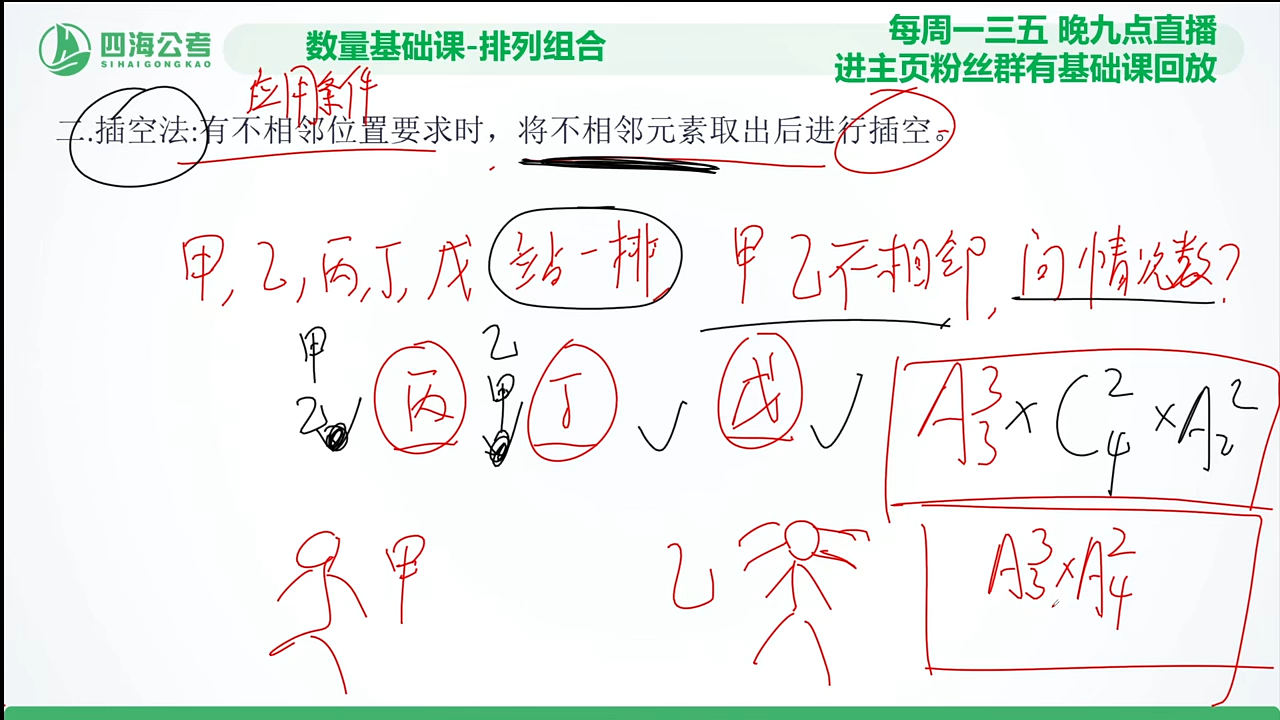 四海公考
SIHAIGONGKAO
数量基础课-排列组合
每周一三五 晚九点直播
进主页粉丝群有基础课回放
应用条件
二.插空法:有不相邻位置要求时，将不相邻元素取出后进行插空。
甲,乙,丙,丁,戊 站一排, 甲乙不相邻,问情况数?
甲 乙
乙 丙 甲 丁 戊
A³₃×C²₄×A²₂
甲 乙
A³₃×A²₄